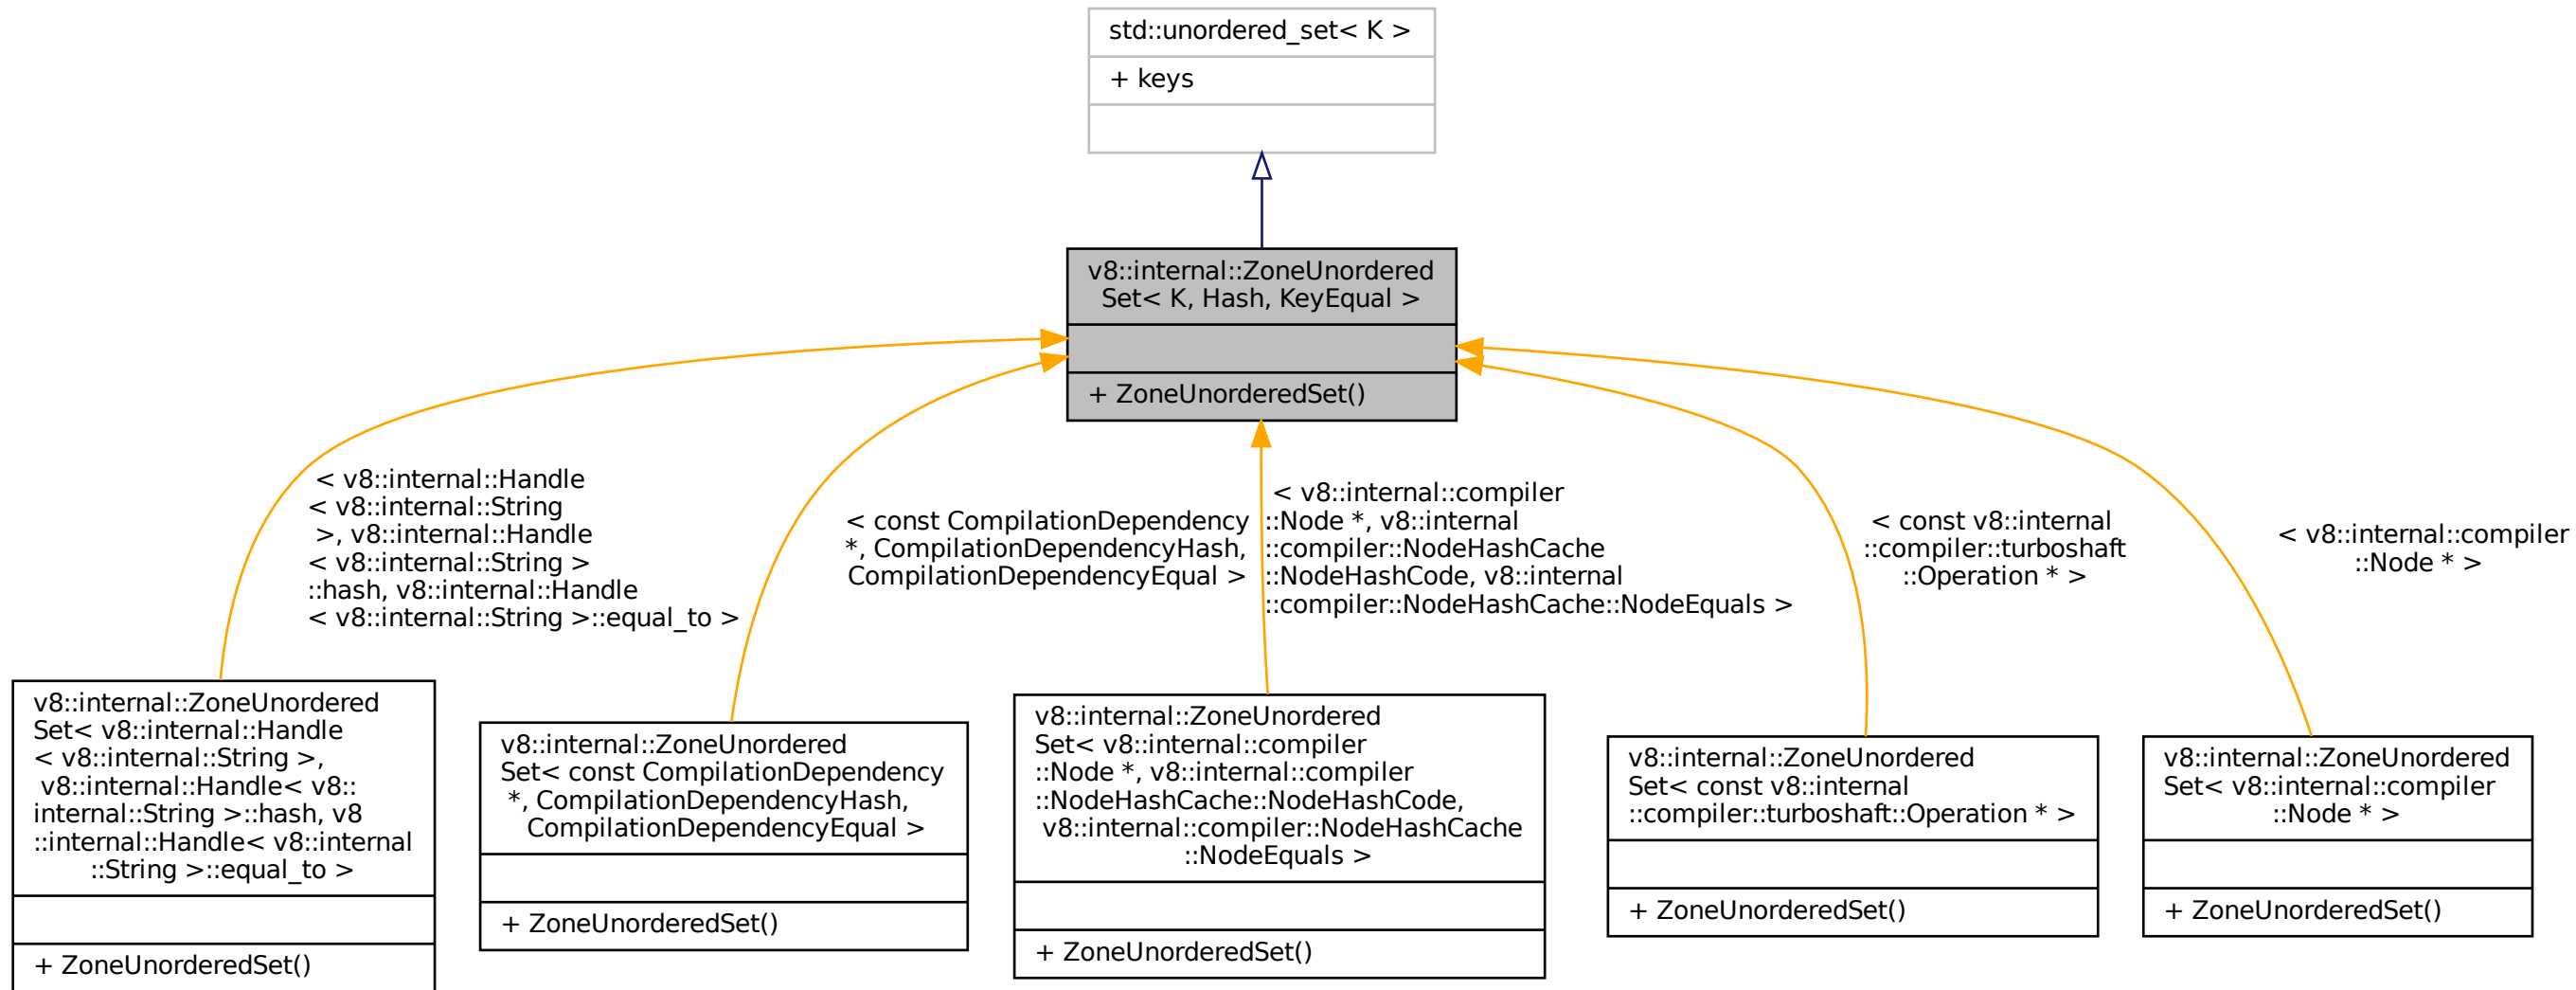 std::unordered_set< K >
+ keys
v8::internal::ZoneUnordered
Set< K, Hash, KeyEqual >
+ ZoneUnorderedSet()
< v8::internal::Handle
< v8::internal::String
>, v8::internal::Handle
< v8::internal::String >
::hash, v8::internal::Handle
< v8::internal::String >::equal_to >
< const CompilationDependency
*, CompilationDependencyHash,
CompilationDependencyEqual >
< v8::internal::compiler
::Node *, v8::internal
::compiler::NodeHashCache
::NodeHashCode, v8::internal
::compiler::NodeHashCache::NodeEquals >
< const v8::internal
::compiler::turboshaft
::Operation * >
< v8::internal::compiler
::Node * >
v8::internal::ZoneUnordered
Set< v8::internal::Handle
< v8::internal::String >,
v8::internal::Handle< v8::
internal::String >::hash, v8
::internal::Handle< v8::internal
::String >::equal_to >
+ ZoneUnorderedSet()
v8::internal::ZoneUnordered
Set< const CompilationDependency
*, CompilationDependencyHash,
CompilationDependencyEqual >
+ ZoneUnorderedSet()
v8::internal::ZoneUnordered
Set< v8::internal::compiler
::Node *, v8::internal::compiler
::NodeHashCache::NodeHashCode,
v8::internal::compiler::NodeHashCache
::NodeEquals >
+ ZoneUnorderedSet()
v8::internal::ZoneUnordered
Set< const v8::internal
::compiler::turboshaft::Operation * >
+ ZoneUnorderedSet()
v8::internal::ZoneUnordered
Set< v8::internal::compiler
::Node * >
+ ZoneUnorderedSet()